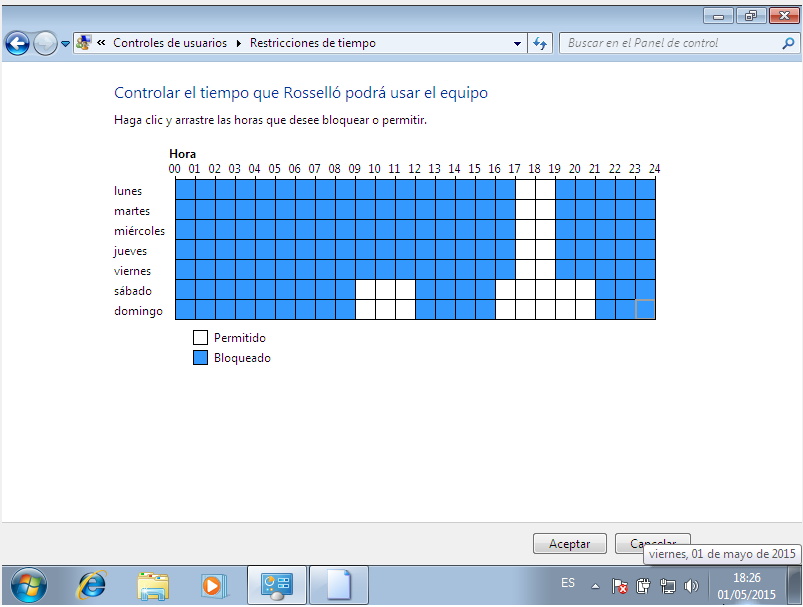 « Controles de usuarios ▸ Restricciones de tiempo
Buscar en el Panel de control
Controlar el tiempo que Rosselló podrá usar el equipo
Haga clic y arrastre las horas que desee bloquear o permitir.
Hora
00 01 02 03 04 05 06 07 08 09 10 11 12 13 14 15 16 17 18 19 20 21 22 23 24
lunes
martes
miércoles
jueves
viernes
sábado
domingo
Permitido
Bloqueado
Aceptar
Cancelar
viernes, 01 de mayo de 2015
ES
18:26
01/05/2015